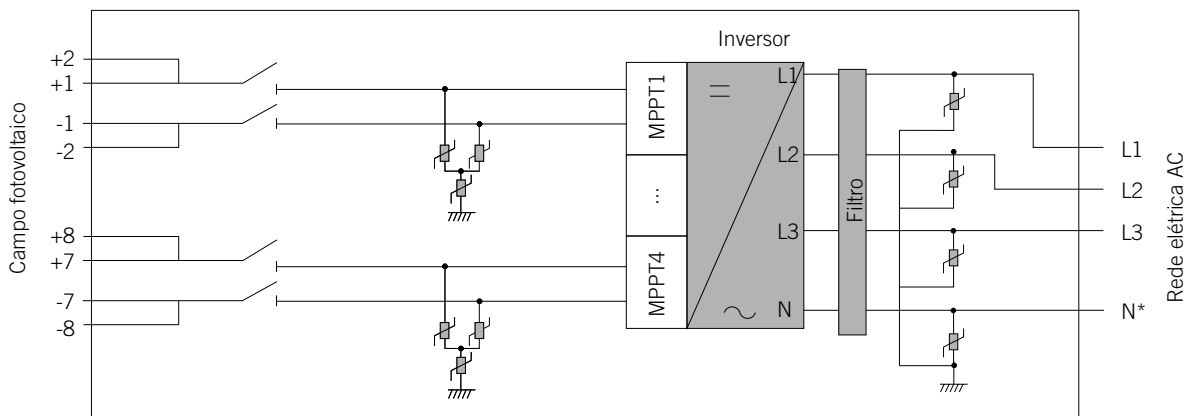 Campo fotovoltaico
+2
+1
-1
-2
+8
+7
-7
-8
Inversor
MPPT1
...
MPPT4
L1
L2
L3
N
Filtro
L1
L2
L3
N*
Rede elétrica AC